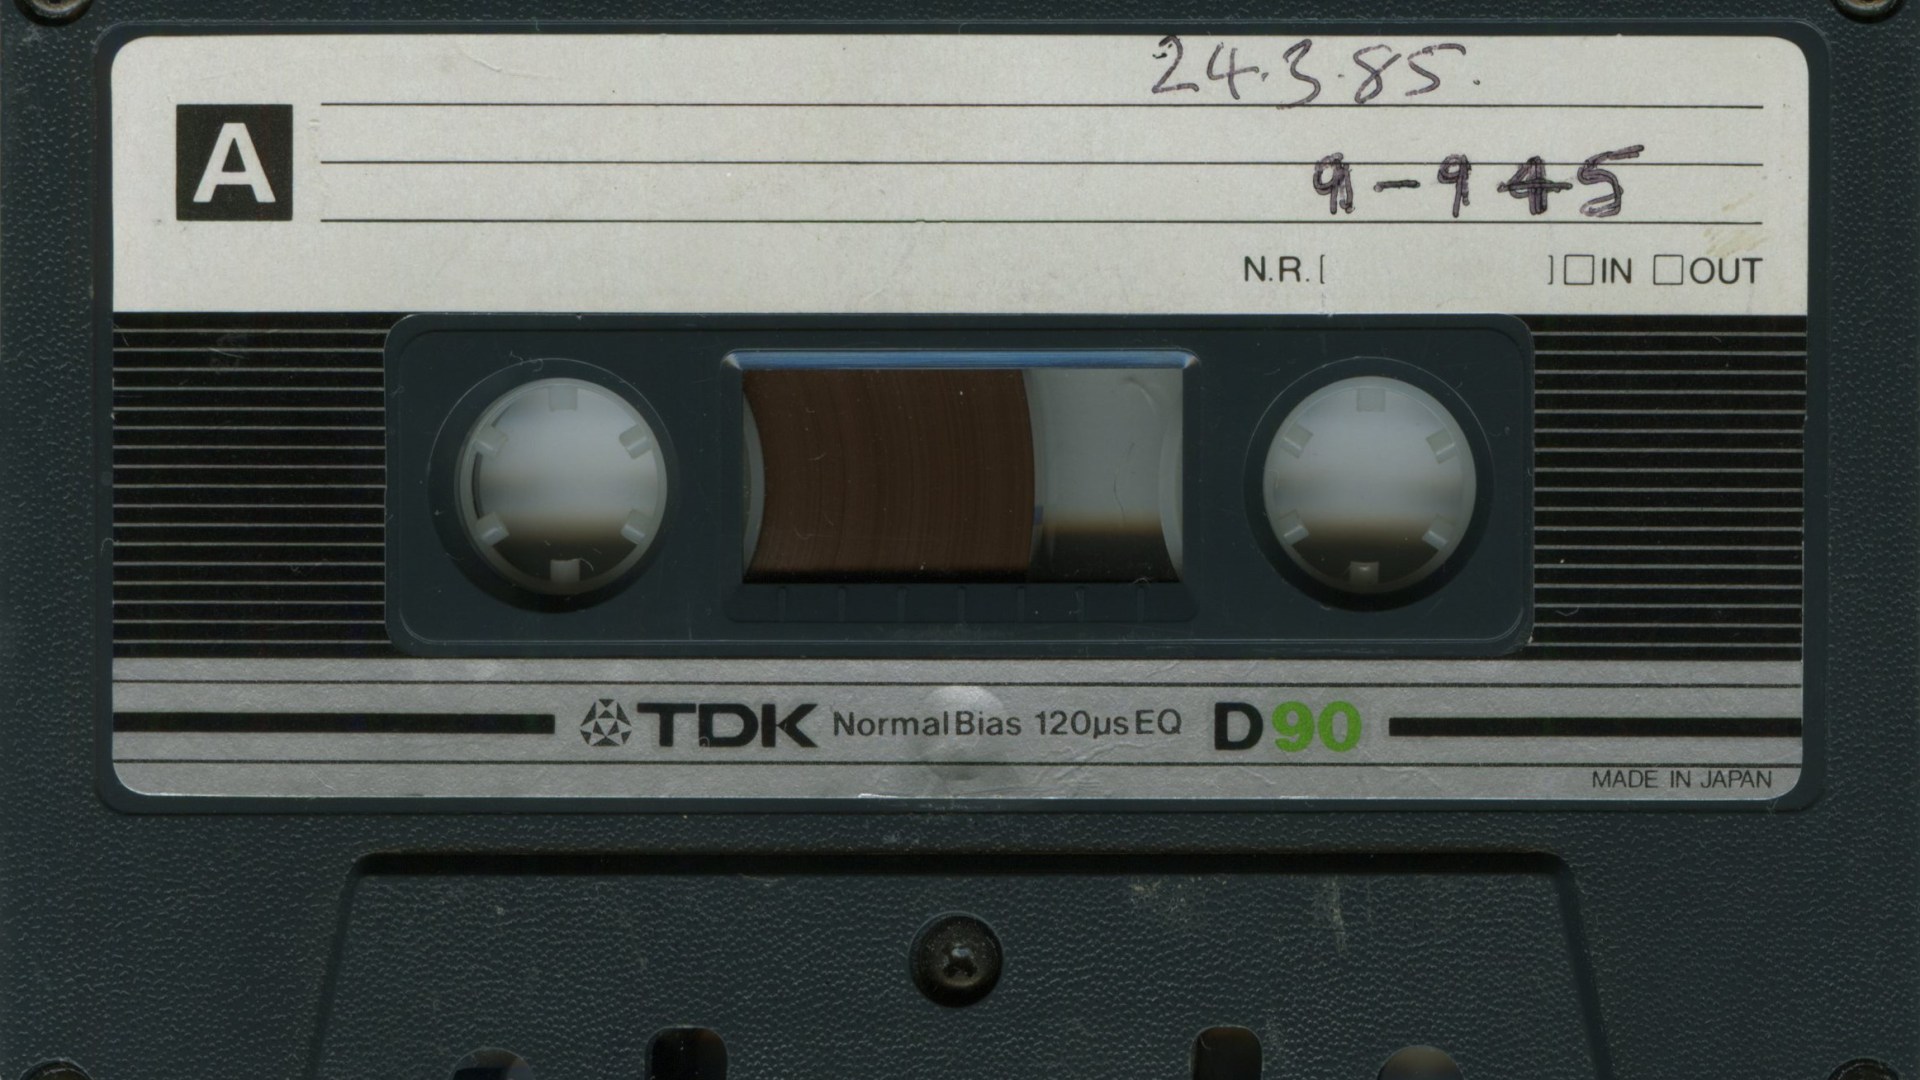 24.3.85.
A
9-945
N.R.[ ]□IN □OUT
TDK Normal Bias 120µs EQ D90
MADE IN JAPAN